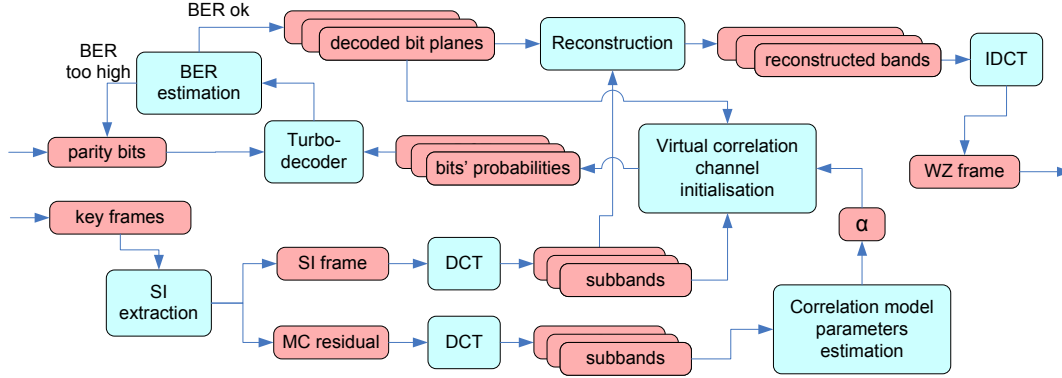 BER ok
decoded bit planes
Reconstruction
reconstructed bands
IDCT
BER
too high
BER
estimation
parity bits
Turbo-
decoder
bits' probabilities
Virtual correlation
channel
initialisation
WZ frame
key frames
α
SI
extraction
SI frame
DCT
subbands
MC residual
DCT
subbands
Correlation model
parameters
estimation